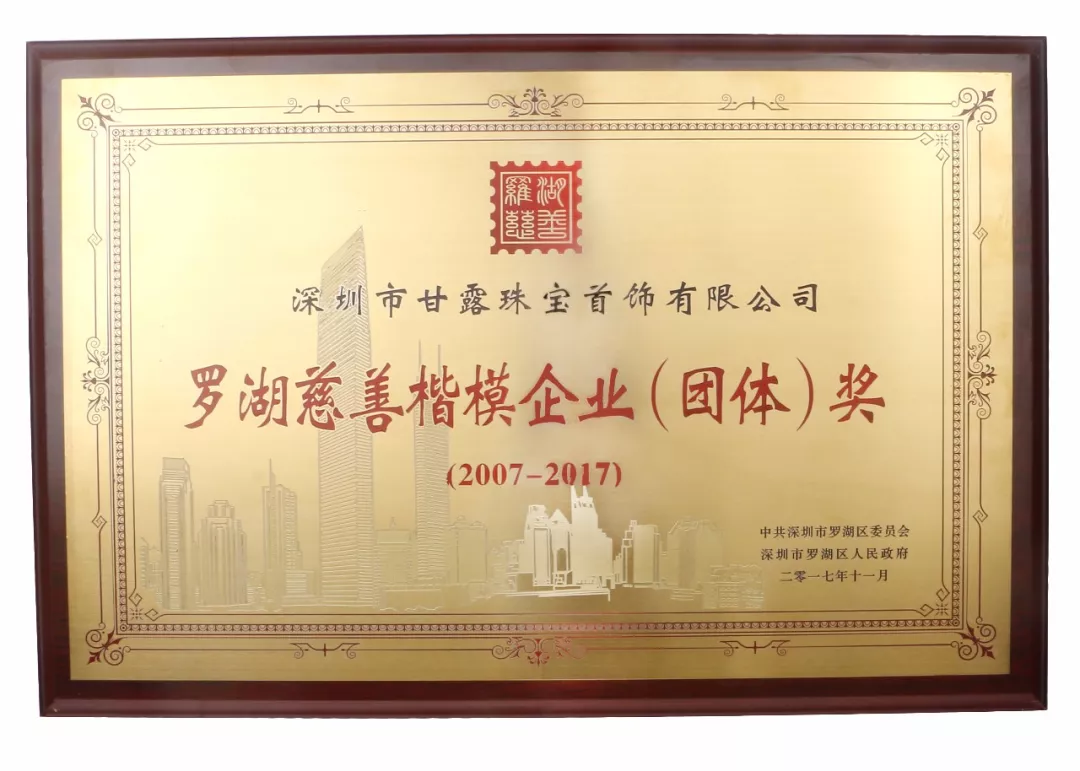 羅湖
慈善
深圳市甘露珠宝首饰有限公司
罗湖慈善楷模企业（团体）奖
(2007-2017)
中共深圳市罗湖区委员会
深圳市罗湖区人民政府
二零一七年十一月